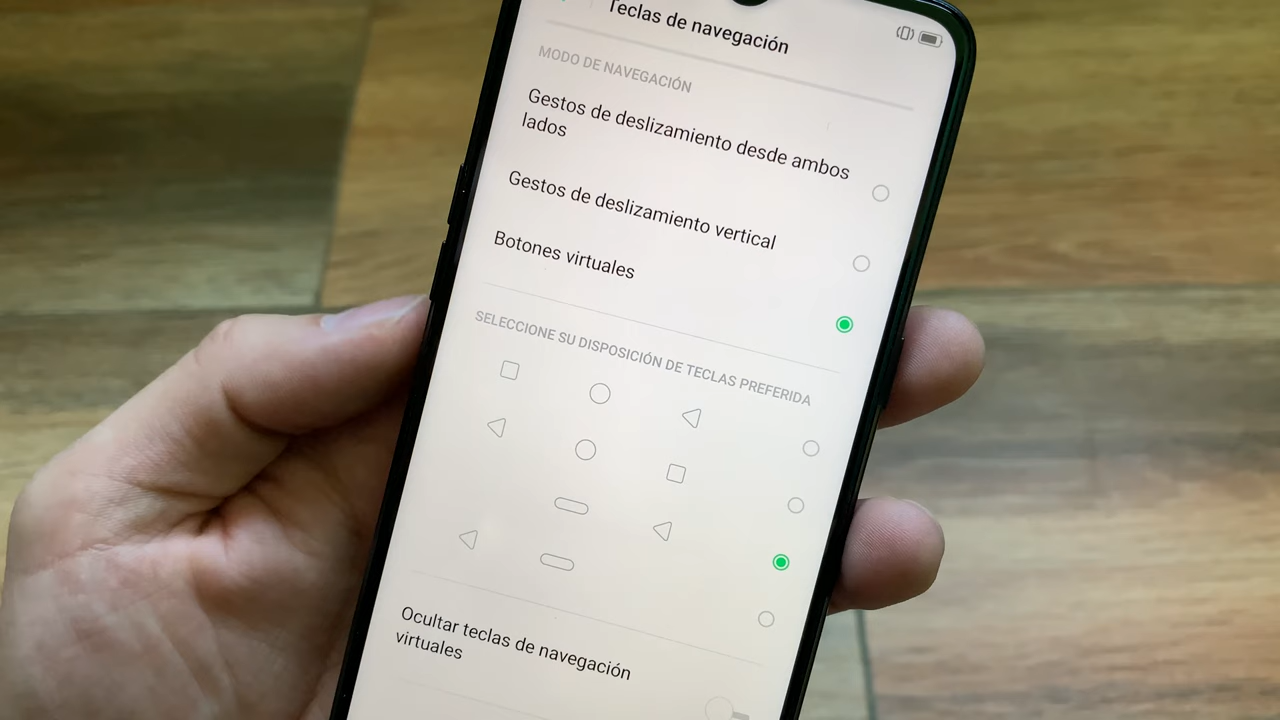 Teclas de navegación
MODO DE NAVEGACIÓN
Gestos de deslizamiento desde ambos
lados
Gestos de deslizamiento vertical
Botones virtuales
SELECCIONE SU DISPOSICIÓN DE TECLAS PREFERIDA
Ocultar teclas de navegación
virtuales